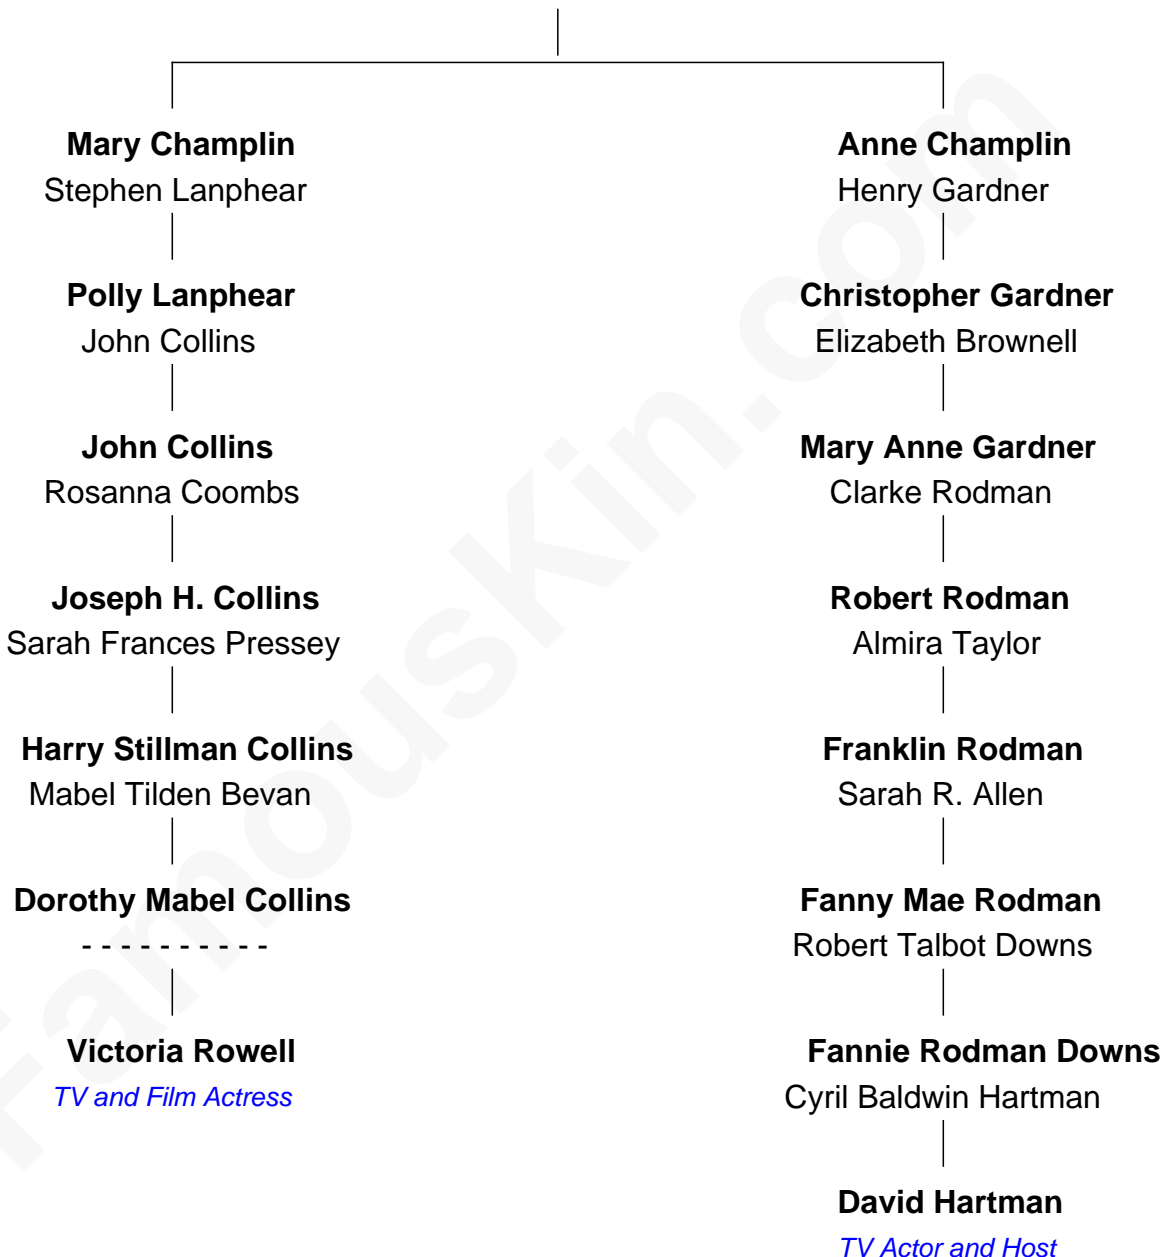 Mary Champlin
Stephen Lanphear
Polly Lanphear
John Collins
John Collins
Rosanna Coombs
Joseph H. Collins
Sarah Frances Pressey
Harry Stillman Collins
Mabel Tilden Bevan
Dorothy Mabel Collins
- - - - - - - - - -
Victoria Rowell
TV and Film Actress
Anne Champlin
Henry Gardner
Christopher Gardner
Elizabeth Brownell
Mary Anne Gardner
Clarke Rodman
Robert Rodman
Almira Taylor
Franklin Rodman
Sarah R. Allen
Fanny Mae Rodman
Robert Talbot Downs
Fannie Rodman Downs
Cyril Baldwin Hartman
David Hartman
TV Actor and Host
FamousKin.com